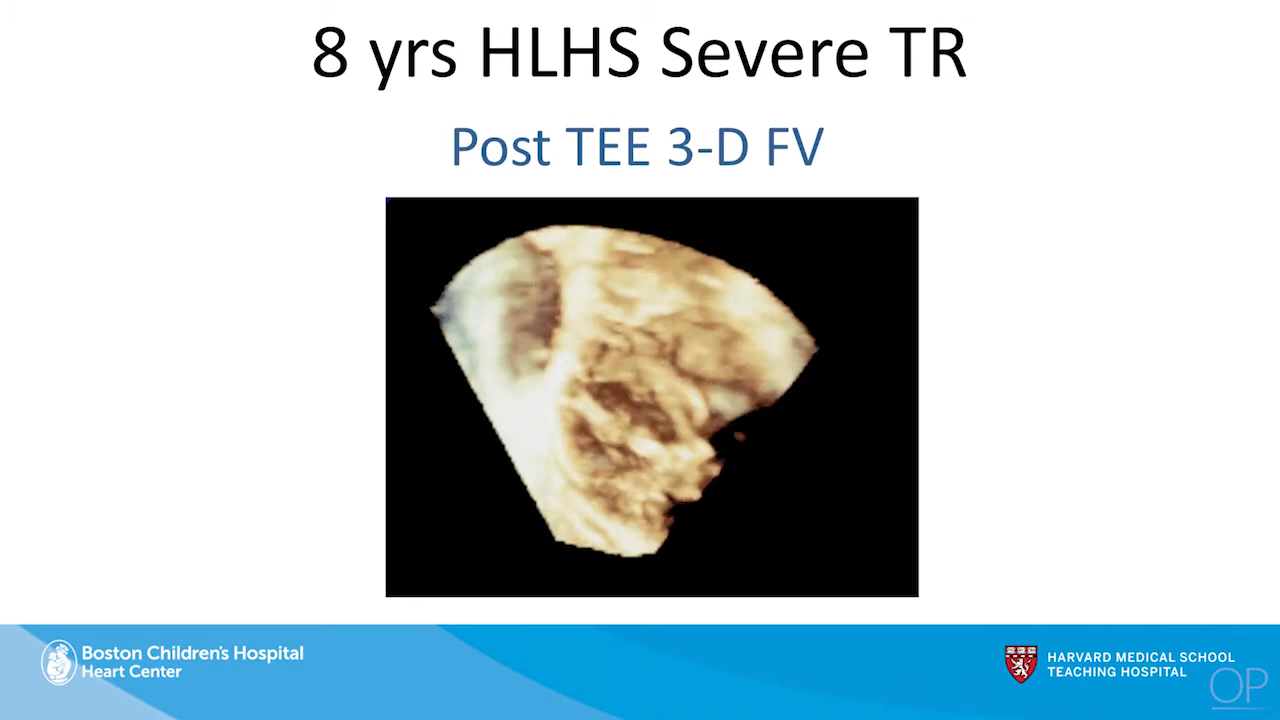 8 yrs HLHS Severe TR
Post TEE 3-D FV
Boston Children's Hospital
Heart Center
HARVARD MEDICAL SCHOOL
TEACHING HOSPITAL
OP